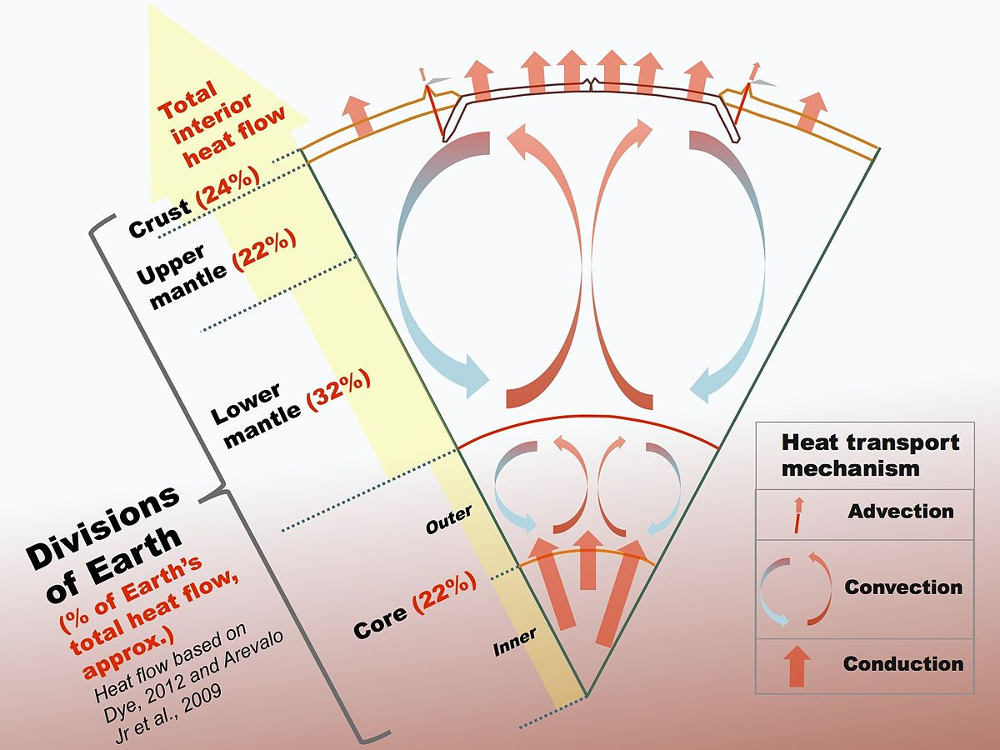 Total
interior
heat flow
Crust (24%)
Upper
mantle (22%)
Lower
mantle (32%)
Outer
Core (22%)
Inner
Divisions
of Earth
(% of Earth's
total heat flow,
approx.)
Heat flow based on
Dye, 2012 and Arevalo
Jr et al., 2009
Heat transport
mechanism
Advection
Convection
Conduction